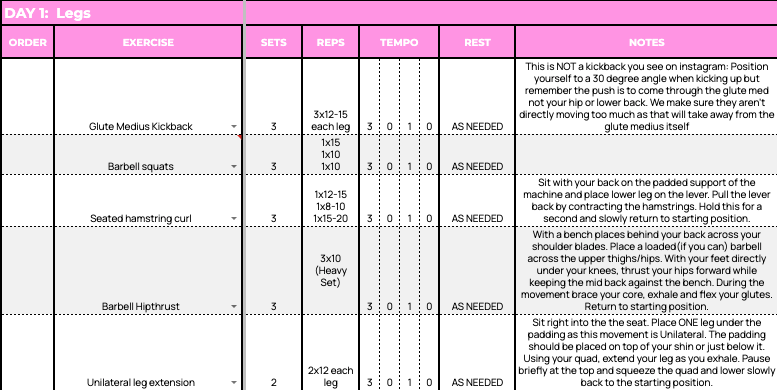 DAY 1: Legs
ORDER EXERCISE SETS REPS TEMPO REST NOTES
This is NOT a kickback you see on instagram: Position
yourself to a 30 degree angle when kicking up but
remember the push is to come through the glute med
not your hip or lower back. We make sure they aren't
directly moving too much as that will take away from the
glute medius itself
3x12-15
each leg
Glute Medius Kickback 3 3 0 1 0 AS NEEDED
1x15
1x10
1x10
Barbell squats 3 3 0 1 0 AS NEEDED
Sit with your back on the padded support of the
machine and place lower leg on the lever. Pull the lever
back by contracting the hamstrings. Hold this for a
second and slowly return to starting position.
1x12-15
1x8-10
1x15-20
Seated hamstring curl 3 3 0 1 0 AS NEEDED
With a bench places behind your back across your
shoulder blades. Place a loaded(if you can) barbell
across the upper thighs/hips. With your feet directly
under your knees, thrust your hips forward while
keeping the mid back against the bench. During the
movement brace your core, exhale and flex your glutes.
Return to starting position.
3x10
(Heavy
Set)
Barbell Hipthrust 3 3 0 1 0 AS NEEDED
Sit right into the the seat. Place ONE leg under the
padding as this movement is Unilateral. The padding
should be placed on top of your shin or just below it.
Using your quad, extend your leg as you exhale. Pause
briefly at the top and squeeze the quad and lower slowly
back to the starting position.
2x12 each
leg
Unilateral leg extension 2 3 0 1 0 AS NEEDED